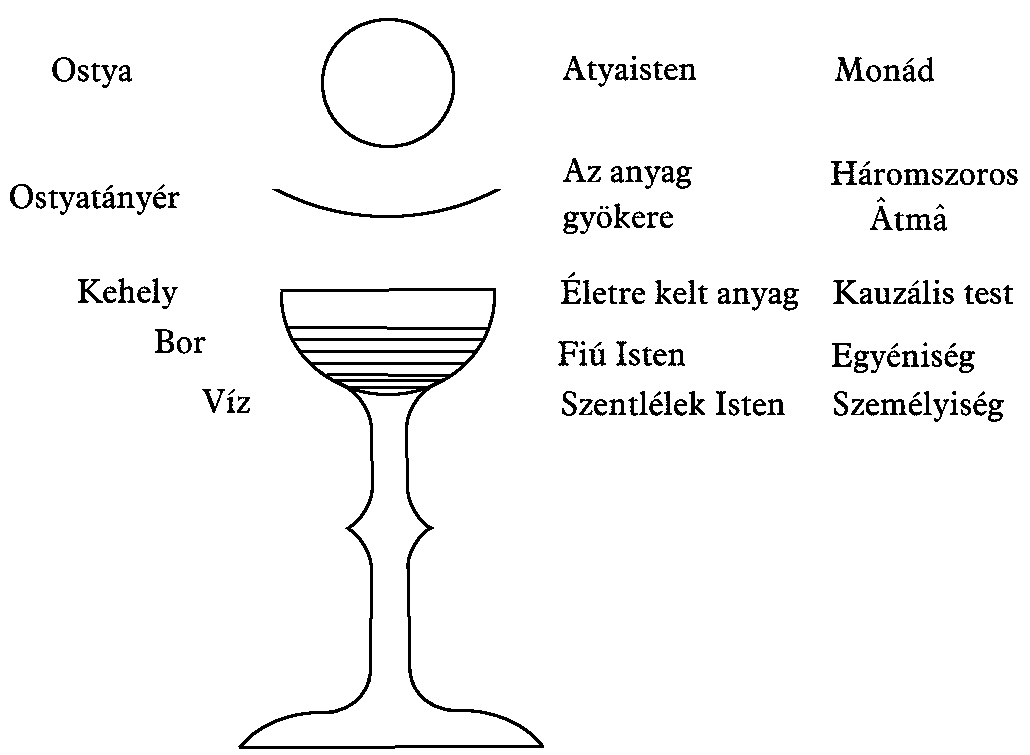 Ostya Atyaisten Monád
Ostyatányér Az anyag gyökere Háromszoros Âtmâ
Kehely Életre kelt anyag Kauzális test
Bor Fiú Isten Egyéniség
Víz Szentlélek Isten Személyiség